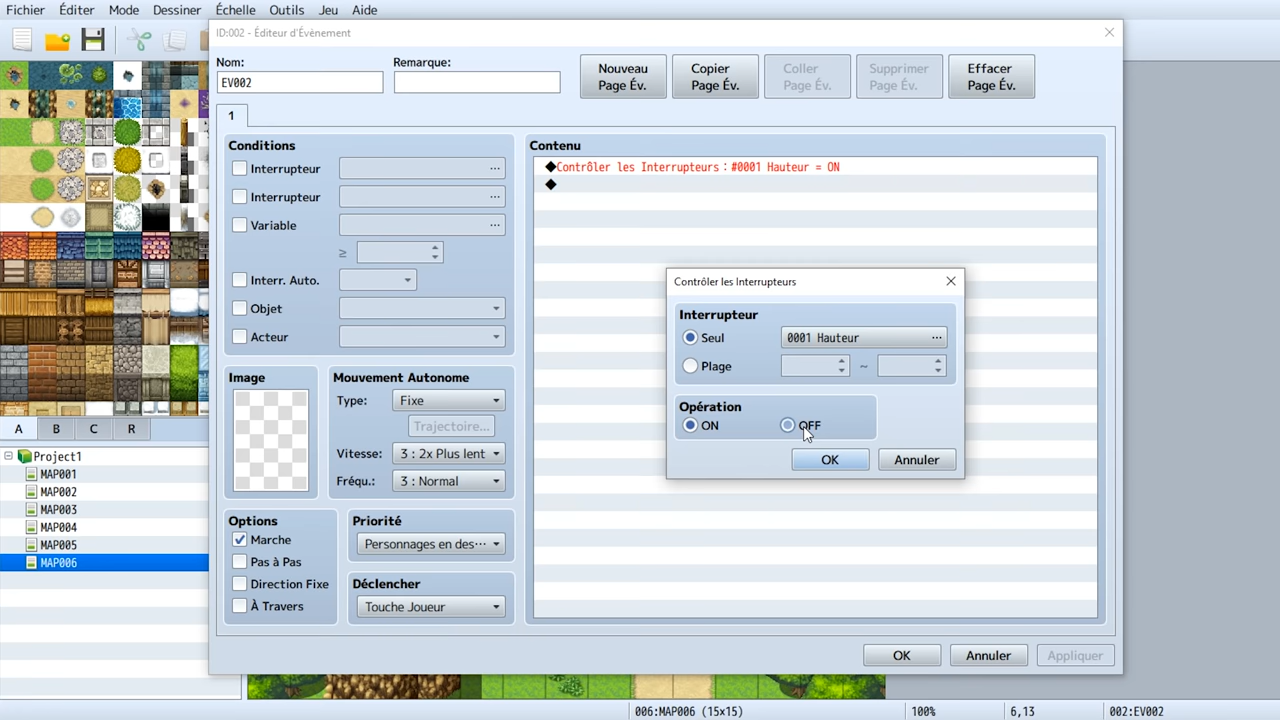 Fichier Éditer Mode Dessiner Échelle Outils Jeu Aide
ID:002 - Éditeur d'Évènement
Nom:
EV002
Remarque:
Nouveau
Page Év.
Copier
Page Év.
Coller
Page Év.
Supprimer
Page Év.
Effacer
Page Év.
1
Conditions
Interrupteur ...
Interrupteur ...
Variable ...
≥
Interr. Auto.
Objet
Acteur
Image
Mouvement Autonome
Type: Fixe
Trajectoire...
Vitesse: 3 : 2x Plus lent
Fréqu.: 3 : Normal
Options
Marche
Pas à Pas
Direction Fixe
À Travers
Priorité
Personnages en des···
Déclencher
Touche Joueur
Contenu
◆Contrôler les Interrupteurs：#0001 Hauteur = ON
◆
Contrôler les Interrupteurs
Interrupteur
Seul 0001 Hauteur ...
Plage ~
Opération
ON OFF
OK Annuler
OK Annuler Appliquer
A B C R
Project1
MAP001
MAP002
MAP003
MAP004
MAP005
MAP006
006:MAP006 (15x15) 100% 6,13 002:EV002